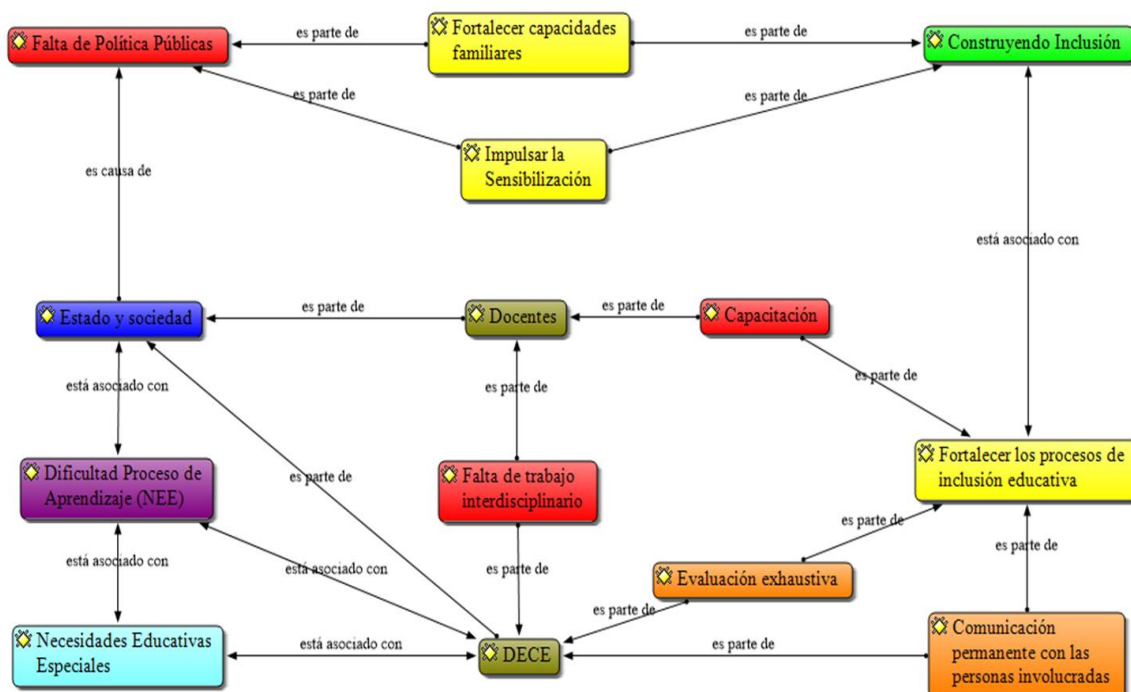 Falta de Política Públicas
es parte de
Fortalecer capacidades
familiares
es parte de
Construyendo Inclusión
es parte de
es parte de
Impulsar la
Sensibilización
es causa de
está asociado con
Estado y sociedad
es parte de
Docentes
es parte de
Capacitación
está asociado con
es parte de
es parte de
Dificultad Proceso de
Aprendizaje (NEE)
es parte de
Falta de trabajo
interdisciplinario
Fortalecer los procesos de
inclusión educativa
está asociado con
está asociado con
es parte de
es parte de
es parte de
Evaluación exhaustiva
es parte de
Necesidades Educativas
Especiales
está asociado con
DECE
es parte de
Comunicación
permanente con las
personas involucradas